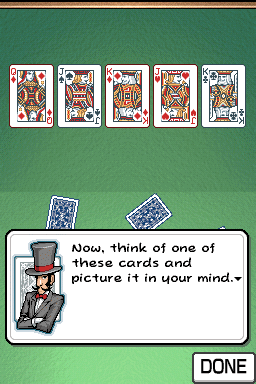 Q J K J K
Q J K J K
Now, think of one of
these cards and
picture it in your mind.
DONE